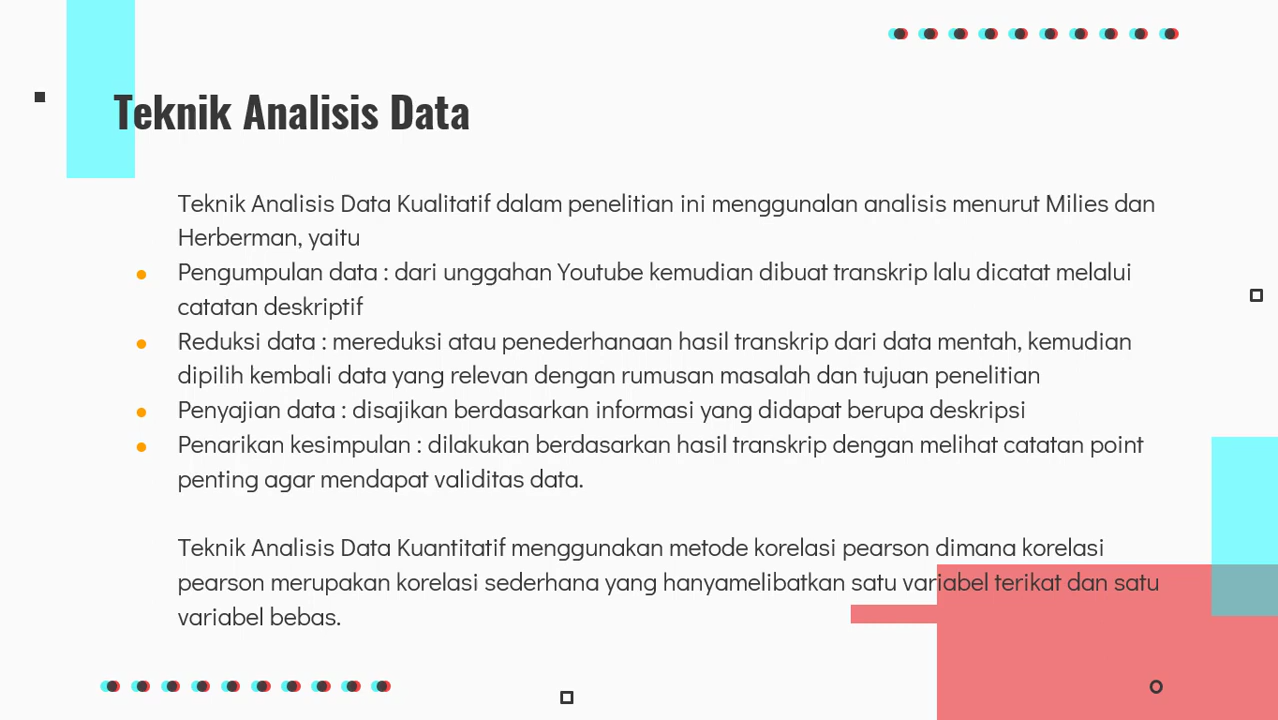 Teknik Analisis Data
Teknik Analisis Data Kualitatif dalam penelitian ini menggunalan analisis menurut Milies dan
Herberman, yaitu
Pengumpulan data : dari unggahan Youtube kemudian dibuat transkrip lalu dicatat melalui
catatan deskriptif
Reduksi data : mereduksi atau penederhanaan hasil transkrip dari data mentah, kemudian
dipilih kembali data yang relevan dengan rumusan masalah dan tujuan penelitian
Penyajian data : disajikan berdasarkan informasi yang didapat berupa deskripsi
Penarikan kesimpulan : dilakukan berdasarkan hasil transkrip dengan melihat catatan point
penting agar mendapat validitas data.
Teknik Analisis Data Kuantitatif menggunakan metode korelasi pearson dimana korelasi
pearson merupakan korelasi sederhana yang hanyamelibatkan satu variabel terikat dan satu
variabel bebas.